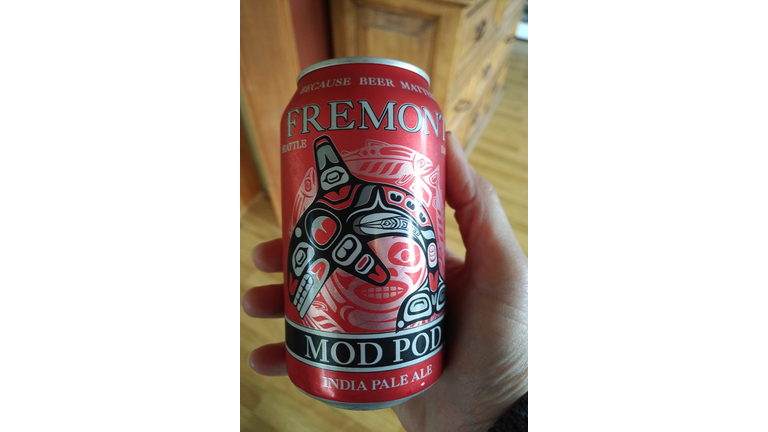 BECAUSE BEER
FREMONT
MOD POD
INDIA PALE ALE